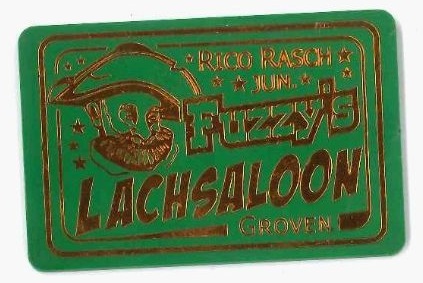 RICO RASCH
JUN.
Fuzzy's
LACHSALOON
GROVEN